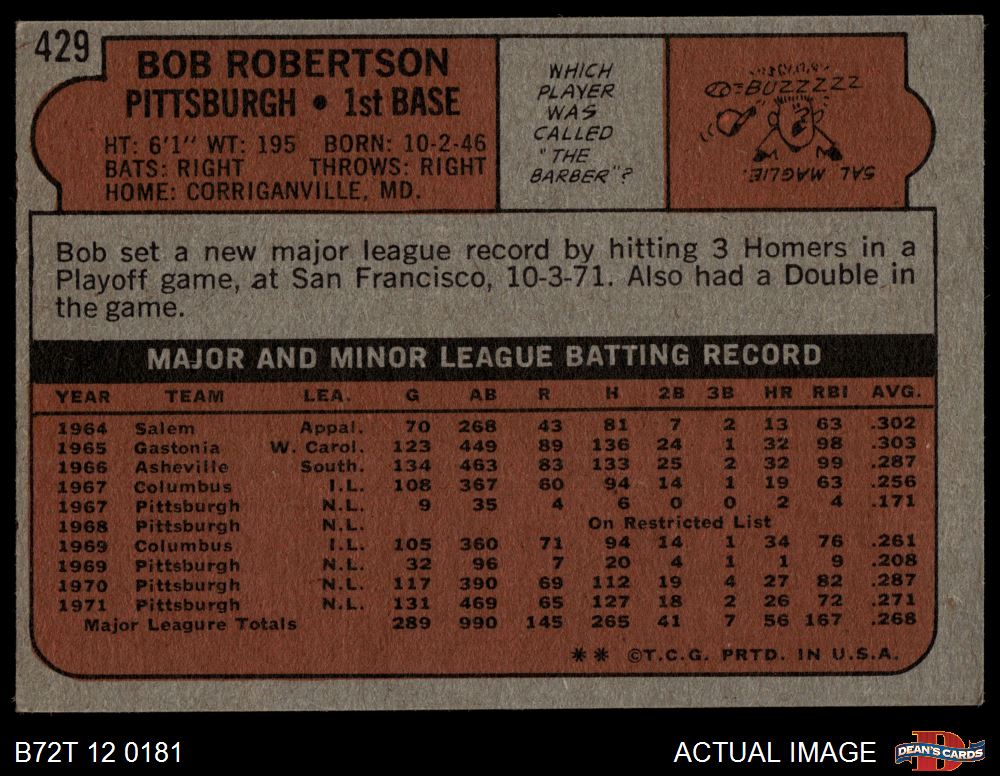 429
BOB ROBERTSON
PITTSBURGH • 1st BASE
HT: 6'1" WT: 195 BORN: 10-2-46
BATS: RIGHT THROWS: RIGHT
HOME: CORRIGANVILLE, MD.
WHICH
PLAYER
WAS
CALLED
"THE
BARBER"?
BUZZZZZ
SAL MAGLIE.
Bob set a new major league record by hitting 3 Homers in a
Playoff game, at San Francisco, 10-3-71. Also had a Double in
the game.
MAJOR AND MINOR LEAGUE BATTING RECORD
YEAR TEAM LEA. G AB R H 2B 3B HR RBI AVG.
1964 Salem Appal. 70 268 43 81 7 2 13 63 .302
1965 Gastonia W. Carol. 123 449 89 136 24 1 32 98 .303
1966 Asheville South. 134 463 83 133 25 2 32 99 .287
1967 Columbus I.L. 108 367 60 94 14 1 19 63 .256
1967 Pittsburgh N.L. 9 35 4 6 0 0 2 4 .171
1968 Pittsburgh N.L. On Restricted List
1969 Columbus I.L. 105 360 71 94 14 1 34 76 .261
1969 Pittsburgh N.L. 32 96 7 20 4 1 1 9 .208
1970 Pittsburgh N.L. 117 390 69 112 19 4 27 82 .287
1971 Pittsburgh N.L. 131 469 65 127 18 2 26 72 .271
Major Leagure Totals 289 990 145 265 41 7 56 167 .268
** ©T.C.G. PRTD. IN U.S.A.
B72T 12 0181
ACTUAL IMAGE
DEAN'S CARDS